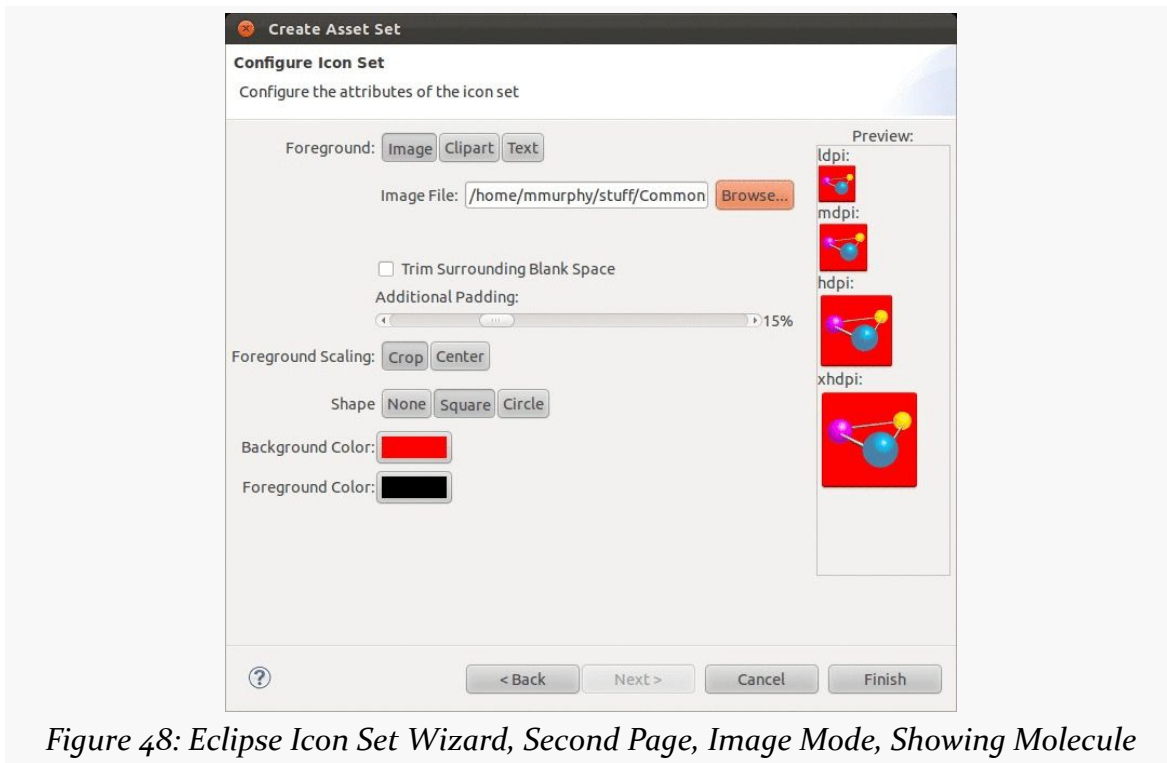 Create Asset Set
Configure Icon Set
Configure the attributes of the icon set
Foreground: Image Clipart Text
Image File: /home/mmurphy/stuff/Common Browse...
Trim Surrounding Blank Space
Additional Padding:
15%
Foreground Scaling: Crop Center
Shape None Square Circle
Background Color:
Foreground Color:
Preview:
ldpi:
mdpi:
hdpi:
xhdpi:
?
< Back Next > Cancel Finish
Figure 48: Eclipse Icon Set Wizard, Second Page, Image Mode, Showing Molecule